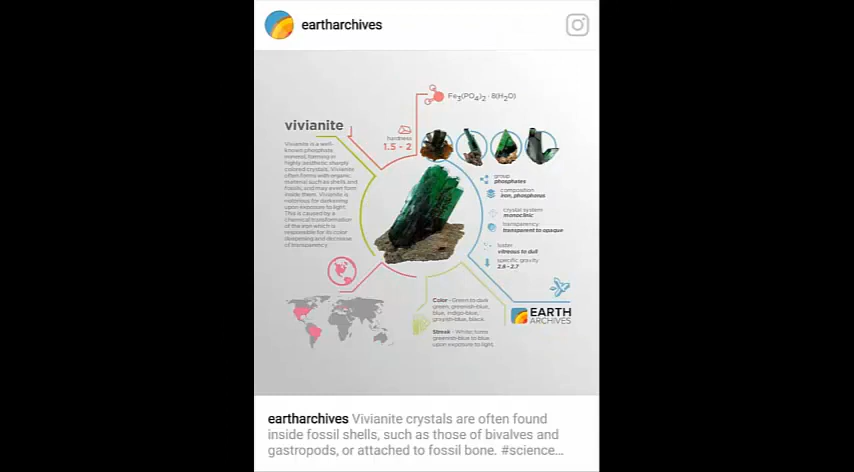 eartharchives
Fe3(PO4)2 · 8(H2O)
vivianite
hardness
1.5 - 2
Vivianite is a well-
known phosphate
mineral, forming or
highly aesthetic sharply
colored crystals. Vivianite
often forms with organic
material such as shells and
fossils, and may even form
inside them. Vivianite is
notorious for darkening
upon exposure to light.
This is caused by a
chemical transformation
of the iron which is
responsible for its color
deepening and decrease
of transparency.
group
phosphates
composition
iron, phosphorus
crystal system
monoclinic
transparency
transparent to opaque
luster
vitreous to dull
specific gravity
2.6 - 2.7
Color - Green to dark
green, greenish-blue,
blue, indigo-blue,
greyish-blue, black.
Streak - White; turns
greenish-blue to blue
upon exposure to light.
EARTH
ARCHIVES
eartharchives Vivianite crystals are often found
inside fossil shells, such as those of bivalves and
gastropods, or attached to fossil bone. #science...